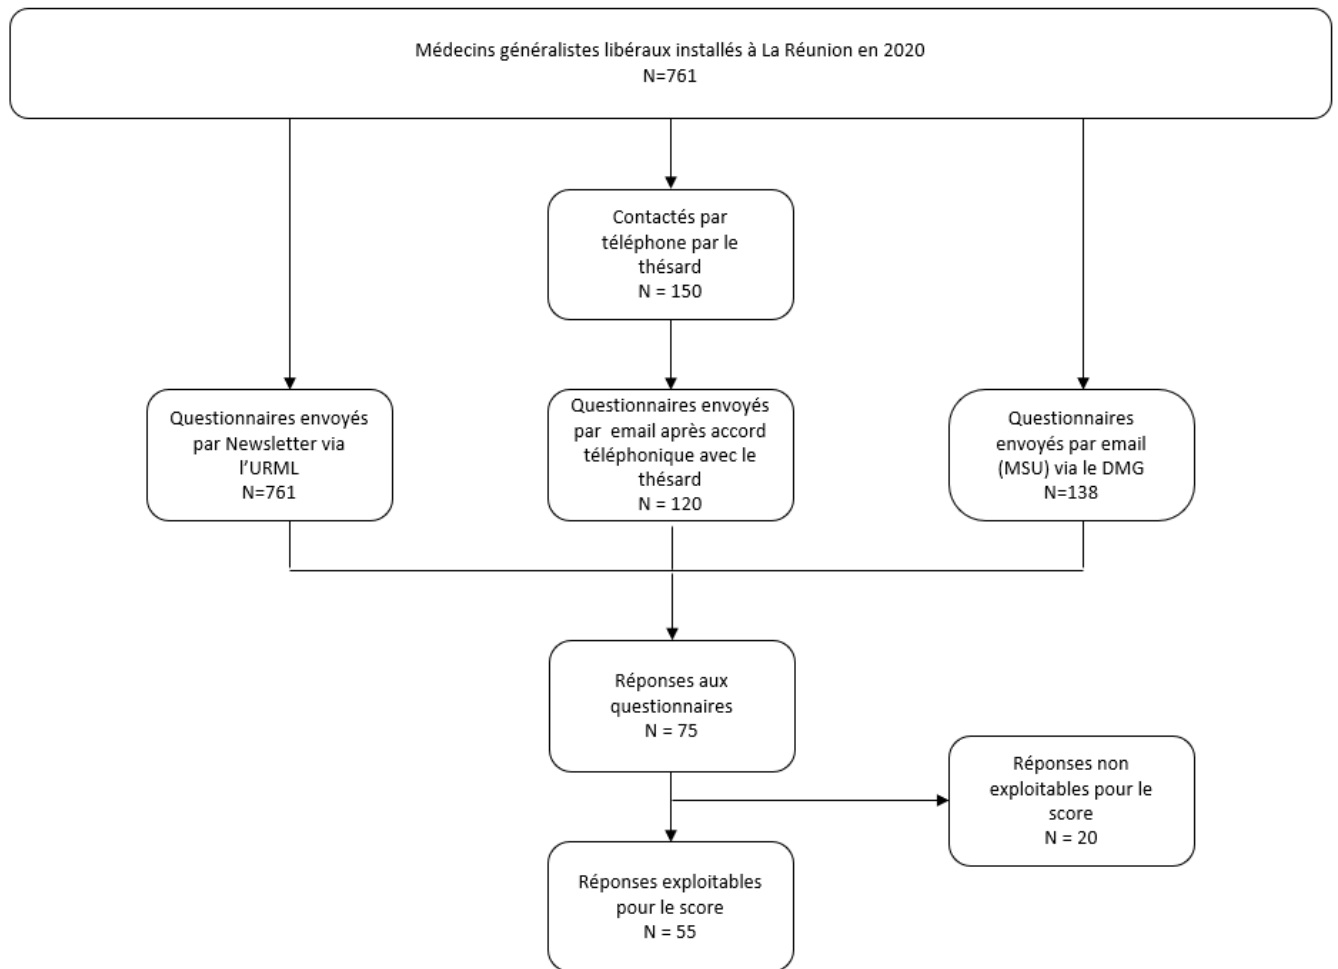 Médecins généralistes libéraux installés à La Réunion en 2020
N=761
Contactés par
téléphone par le
thésard
N = 150
Questionnaires envoyés
par Newsletter via
l’URML
N=761
Questionnaires envoyés
par email après accord
téléphonique avec le
thésard
N = 120
Questionnaires
envoyés par email
(MSU) via le DMG
N=138
Réponses aux
questionnaires
N = 75
Réponses non
exploitables pour le
score
N = 20
Réponses exploitables
pour le score
N = 55